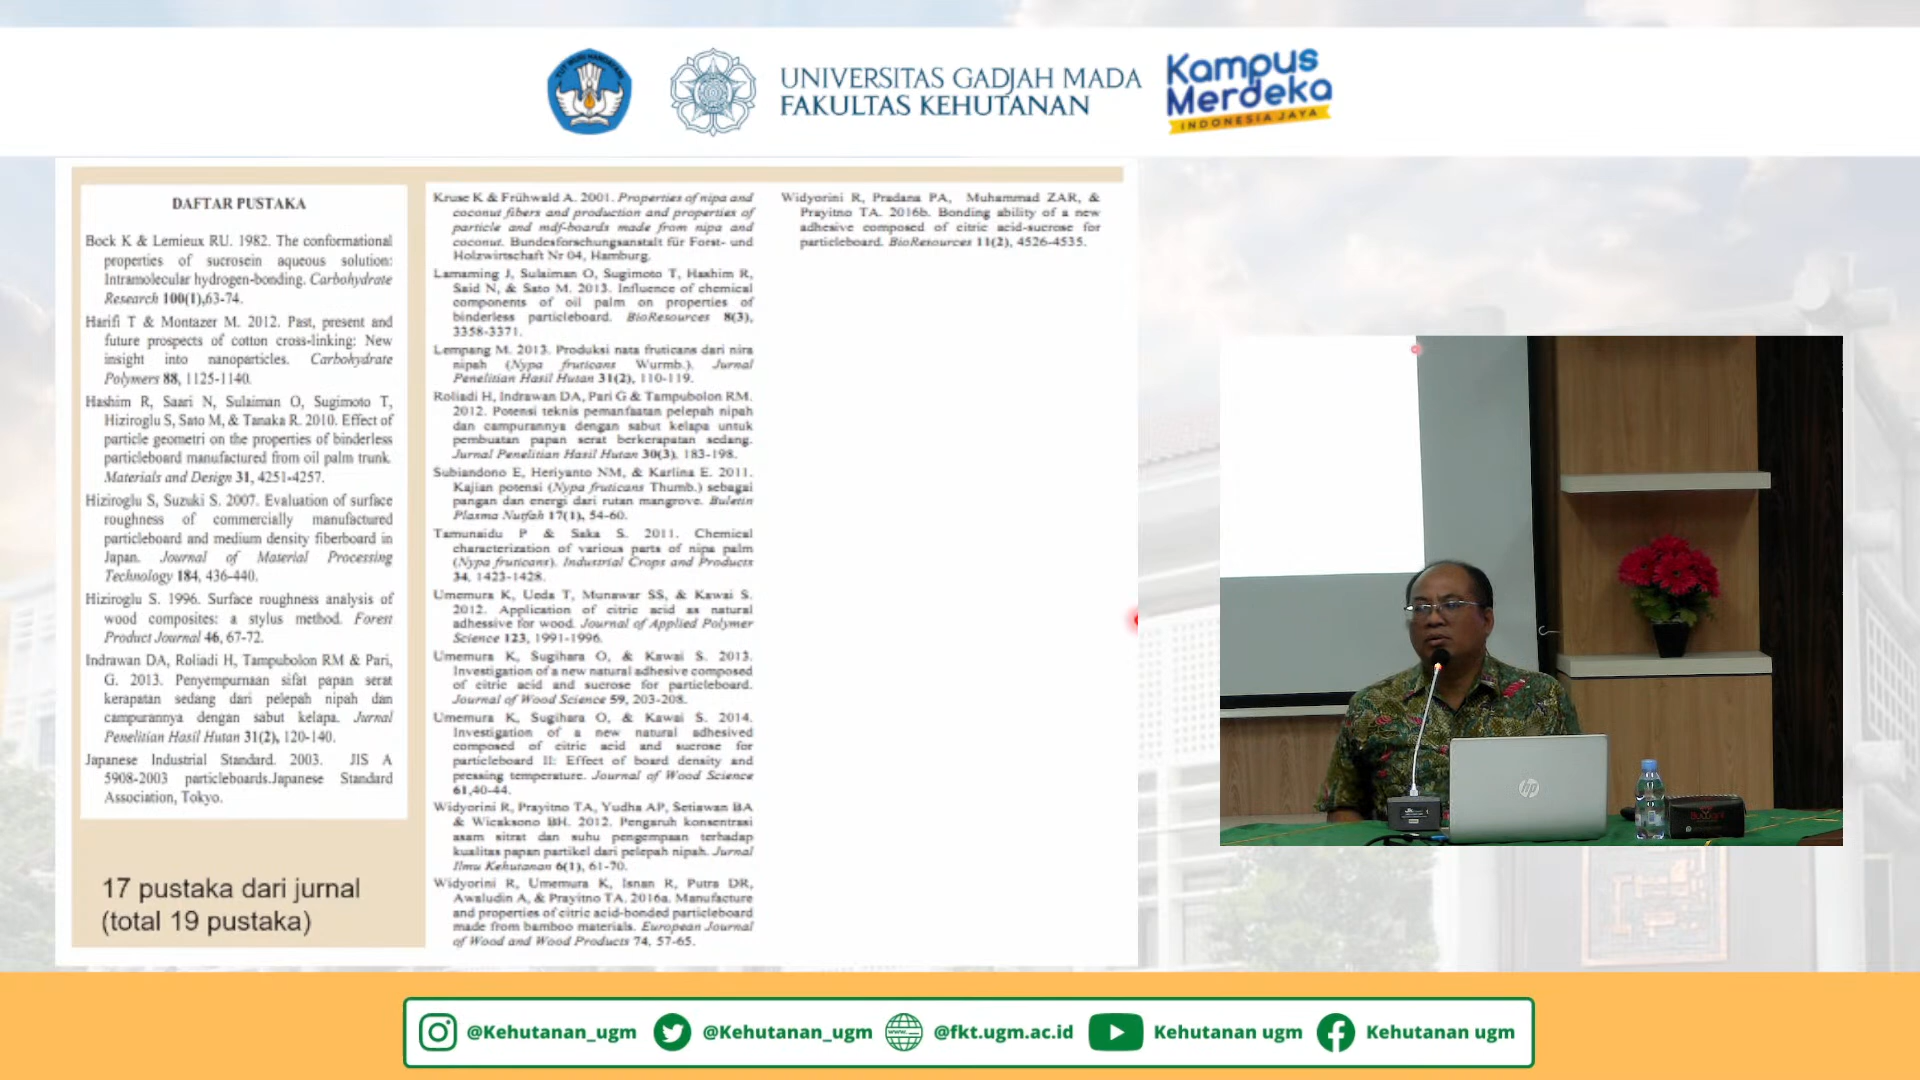 TUT WURI HANDAYANI
UNIVERSITAS GADJAH MADA
FAKULTAS KEHUTANAN
Kampus
Merdeka
INDONESIA JAYA
DAFTAR PUSTAKA
Bock K & Lemieux RU. 1982. The conformational
properties of sucrosein aqueous solution:
Intramolecular hydrogen-bonding. Carbohydrate
Research 100(1),63-74.
Harifi T & Montazer M. 2012. Past, present and
future prospects of cotton cross-linking: New
insight into nanoparticles. Carbohydrate
Polymers 88, 1125-1140.
Hashim R, Saari N, Sulaiman O, Sugimoto T,
Hiziroglu S, Sato M, & Tanaka R. 2010. Effect of
particle geometri on the properties of binderless
particleboard manufactured from oil palm trunk.
Materials and Design 31, 4251-4257.
Hiziroglu S, Suzuki S. 2007. Evaluation of surface
roughness of commercially manufactured
particleboard and medium density fiberboard in
Japan. Journal of Material Processing
Technology 184, 436-440.
Hiziroglu S. 1996. Surface roughness analysis of
wood composites: a stylus method. Forest
Product Journal 46, 67-72.
Indrawan DA, Roliadi H, Tampubolon RM & Pari,
G. 2013. Penyempurnaan sifat papan serat
kerapatan sedang dari pelepah nipah dan
campurannya dengan sabut kelapa. Jurnal
Penelitian Hasil Hutan 31(2), 120-140.
Japanese Industrial Standard. 2003. JIS A
5908-2003 particleboards.Japanese Standard
Association, Tokyo.
17 pustaka dari jurnal
(total 19 pustaka)
Kruse K & Frühwald A. 2001. Properties of nipa and
coconut fibers and production and properties of
particle and mdf-boards made from nipa and
coconut. Bundesforschungsanstalt für Forst- und
Holzwirtschaft Nr 04, Hamburg.
Lamaming J, Sulaiman O, Sugimoto T, Hashim R,
Said N, & Sato M. 2013. Influence of chemical
components of oil palm on properties of
binderless particleboard. BioResources 8(3),
3358-3371.
Lempang M. 2013. Produksi nata fruticans dari nira
nipah (Nypa fruticans Wurmb.). Jurnal
Penelitian Hasil Hutan 31(2), 110-119.
Roliadi H, Indrawan DA, Pari G & Tampubolon RM.
2012. Potensi teknis pemanfaatan pelepah nipah
dan campurannya dengan sabut kelapa untuk
pembuatan papan serat berkerapatan sedang.
Jurnal Penelitian Hasil Hutan 30(3), 183-198.
Subiandono E, Heriyanto NM, & Karlina E. 2011.
Kajian potensi (Nypa fruticans Thumb.) sebagai
pangan dan energi dari rutan mangrove. Buletin
Plasma Nutfah 17(1), 54-60.
Tamunaidu P & Saka S. 2011. Chemical
characterization of various parts of nipa palm
(Nypa fruticans). Industrial Crops and Products
34, 1423-1428.
Umemura K, Ueda T, Munawar SS, & Kawai S.
2012. Application of citric acid as natural
adhessive for wood. Journal of Applied Polymer
Science 123, 1991-1996.
Umemura K, Sugihara O, & Kawai S. 2013.
Investigation of a new natural adhesive composed
of citric acid and sucrose for particleboard.
Journal of Wood Science 59, 203-208.
Umemura K, Sugihara O, & Kawai S. 2014.
Investigation of a new natural adhesived
composed of citric acid and sucrose for
particleboard II: Effect of board density and
pressing temperature. Journal of Wood Science
61,40-44.
Widyorini R, Prayitno TA, Yudha AP, Setiawan BA
& Wicaksono BH. 2012. Pengaruh konsentrasi
asam sitrat dan suhu pengempaan terhadap
kualitas papan partikel dari pelepah nipah. Jurnal
Ilmu Kehutanan 6(1), 61-70.
Widyorini R, Umemura K, Isnan R, Putra DR,
Awaludin A, & Prayitno TA. 2016a. Manufacture
and properties of citric acid-bonded particleboard
made from bamboo materials. European Journal
of Wood and Wood Products 74, 57-65.
Widyorini R, Pradana PA, Muhammad ZAR, &
Prayitno TA. 2016b. Bonding ability of a new
adhesive composed of citric acid-sucrose for
particleboard. BioResources 11(2), 4526-4535.
hp
@Kehutanan_ugm
@Kehutanan_ugm
@fkt.ugm.ac.id
Kehutanan ugm
Kehutanan ugm